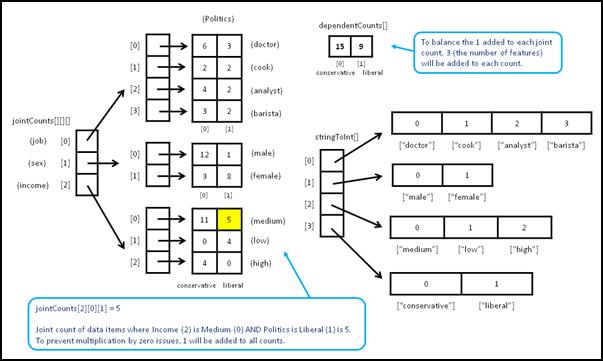 (Politics)
dependentCounts[]
15 9
[0] [1]
conservative liberal
To balance the 1 added to each joint
count, 3 (the number of features)
will be added to each count.
jointCounts[][][]
(job) [0]
(sex) [1]
(income) [2]
[0] 6 3 (doctor)
[1] 2 2 (cook)
[2] 4 2 (analyst)
[3] 3 2 (barista)
[0] [1]
[0] 12 1 (male)
[1] 3 8 (female)
[0] [1]
[0] 11 5 (medium)
[1] 0 4 (low)
[2] 4 0 (high)
conservative liberal
stringToInt[]
[0]
[1]
[2]
[3]
0 1 2 3
["doctor"] ["cook"] ["analyst"] ["barista"]
0 1
["male"] ["female"]
0 1 2
["medium"] ["low"] ["high"]
0 1
["conservative"] ["liberal"]
jointCounts[2][0][1] = 5
Joint count of data items where Income (2) is Medium (0) AND Politics is Liberal (1) is 5.
To prevent multiplication by zero issues, 1 will be added to all counts.